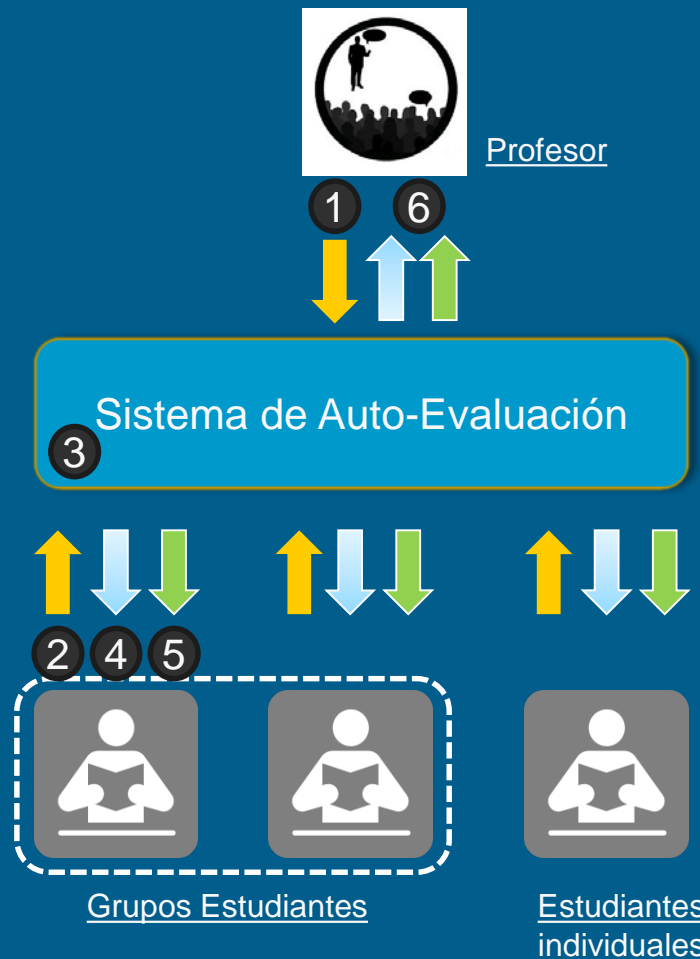 Profesor
1 6
Sistema de Auto-Evaluación
3
2 4 5
Grupos Estudiantes
Estudiantes
individuales